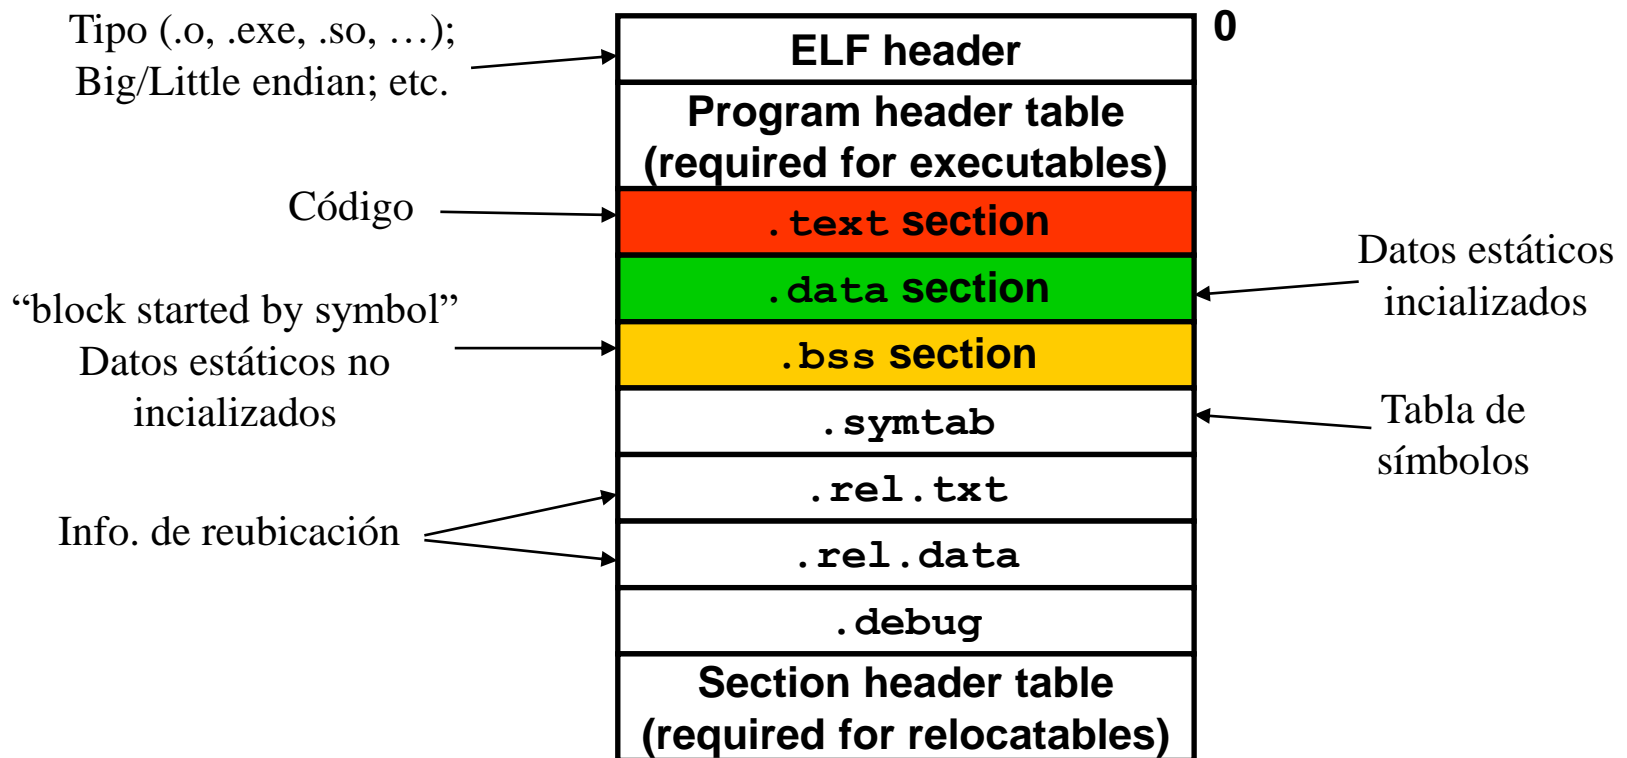 Tipo (.o, .exe, .so, …);
Big/Little endian; etc.
0
ELF header
Program header table
(required for executables)
Código
.text section
.data section
Datos estáticos
incializados
“block started by symbol”
Datos estáticos no
incializados
.bss section
.symtab
Tabla de
símbolos
Info. de reubicación
.rel.txt
.rel.data
.debug
Section header table
(required for relocatables)